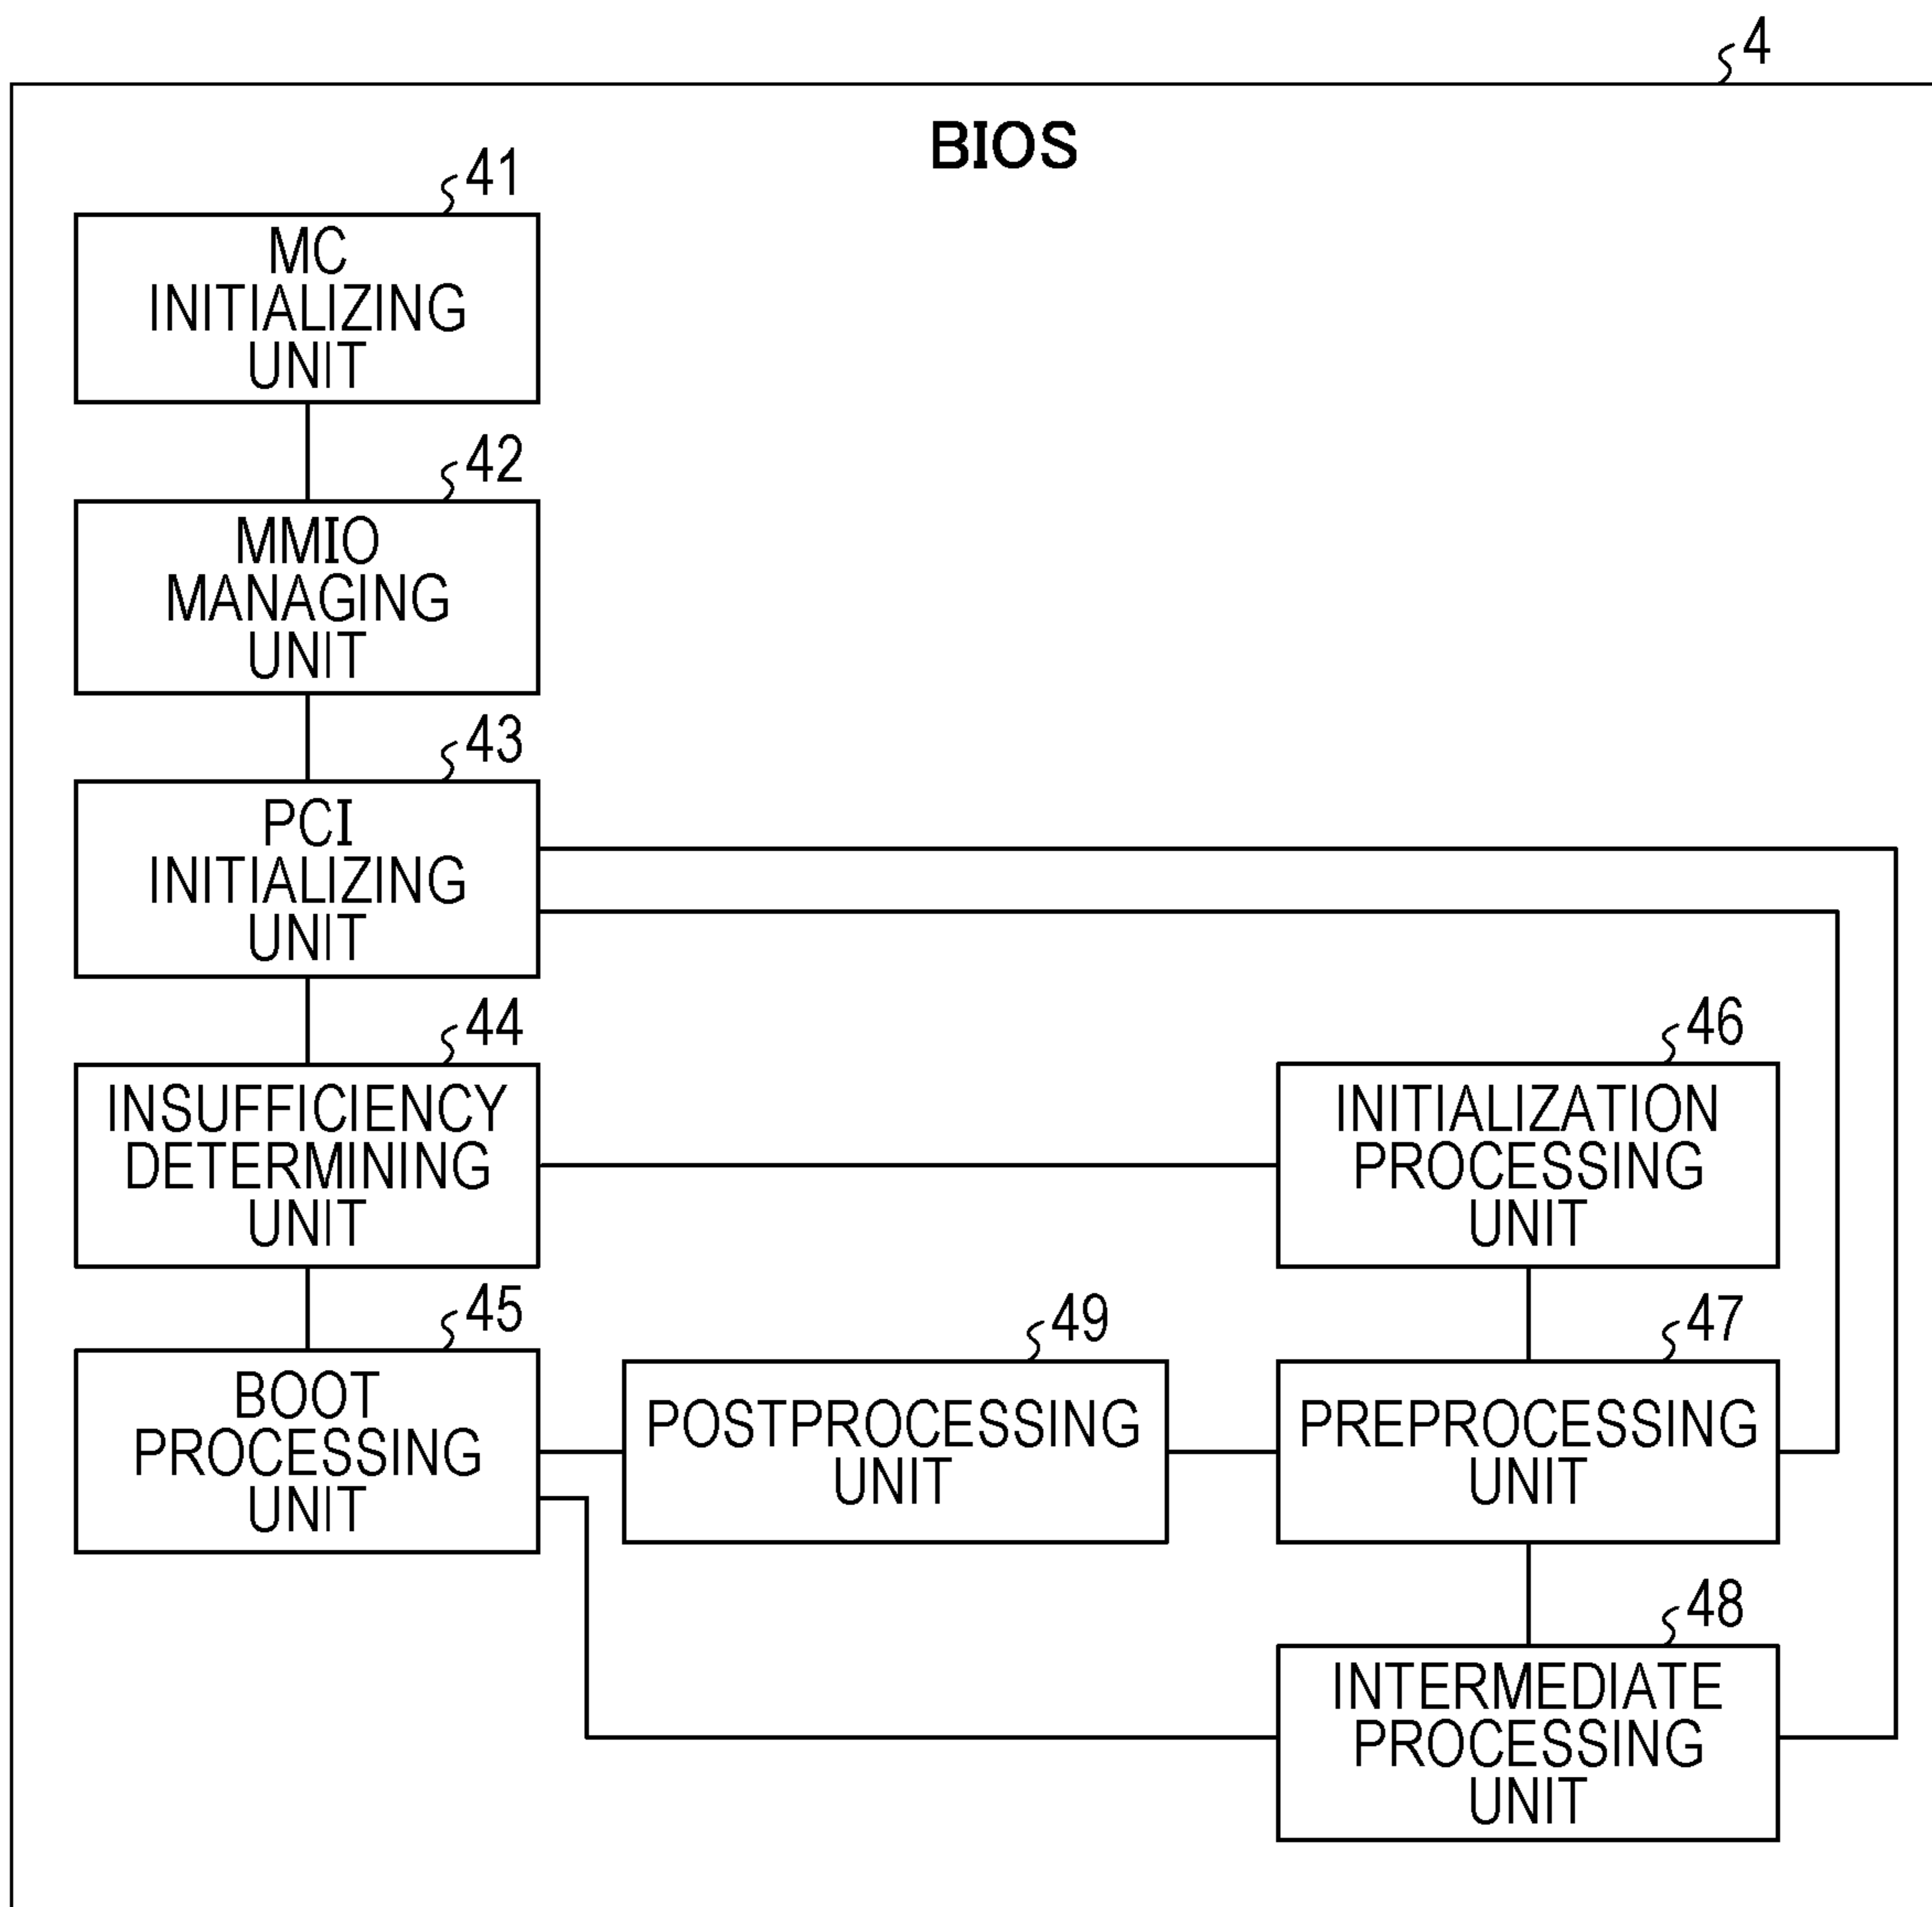 4
BIOS
41
MC
INITIALIZING
UNIT
42
MMIO
MANAGING
UNIT
43
PCI
INITIALIZING
UNIT
44
INSUFFICIENCY
DETERMINING
UNIT
46
INITIALIZATION
PROCESSING
UNIT
45
BOOT
PROCESSING
UNIT
49
POSTPROCESSING
UNIT
47
PREPROCESSING
UNIT
48
INTERMEDIATE
PROCESSING
UNIT